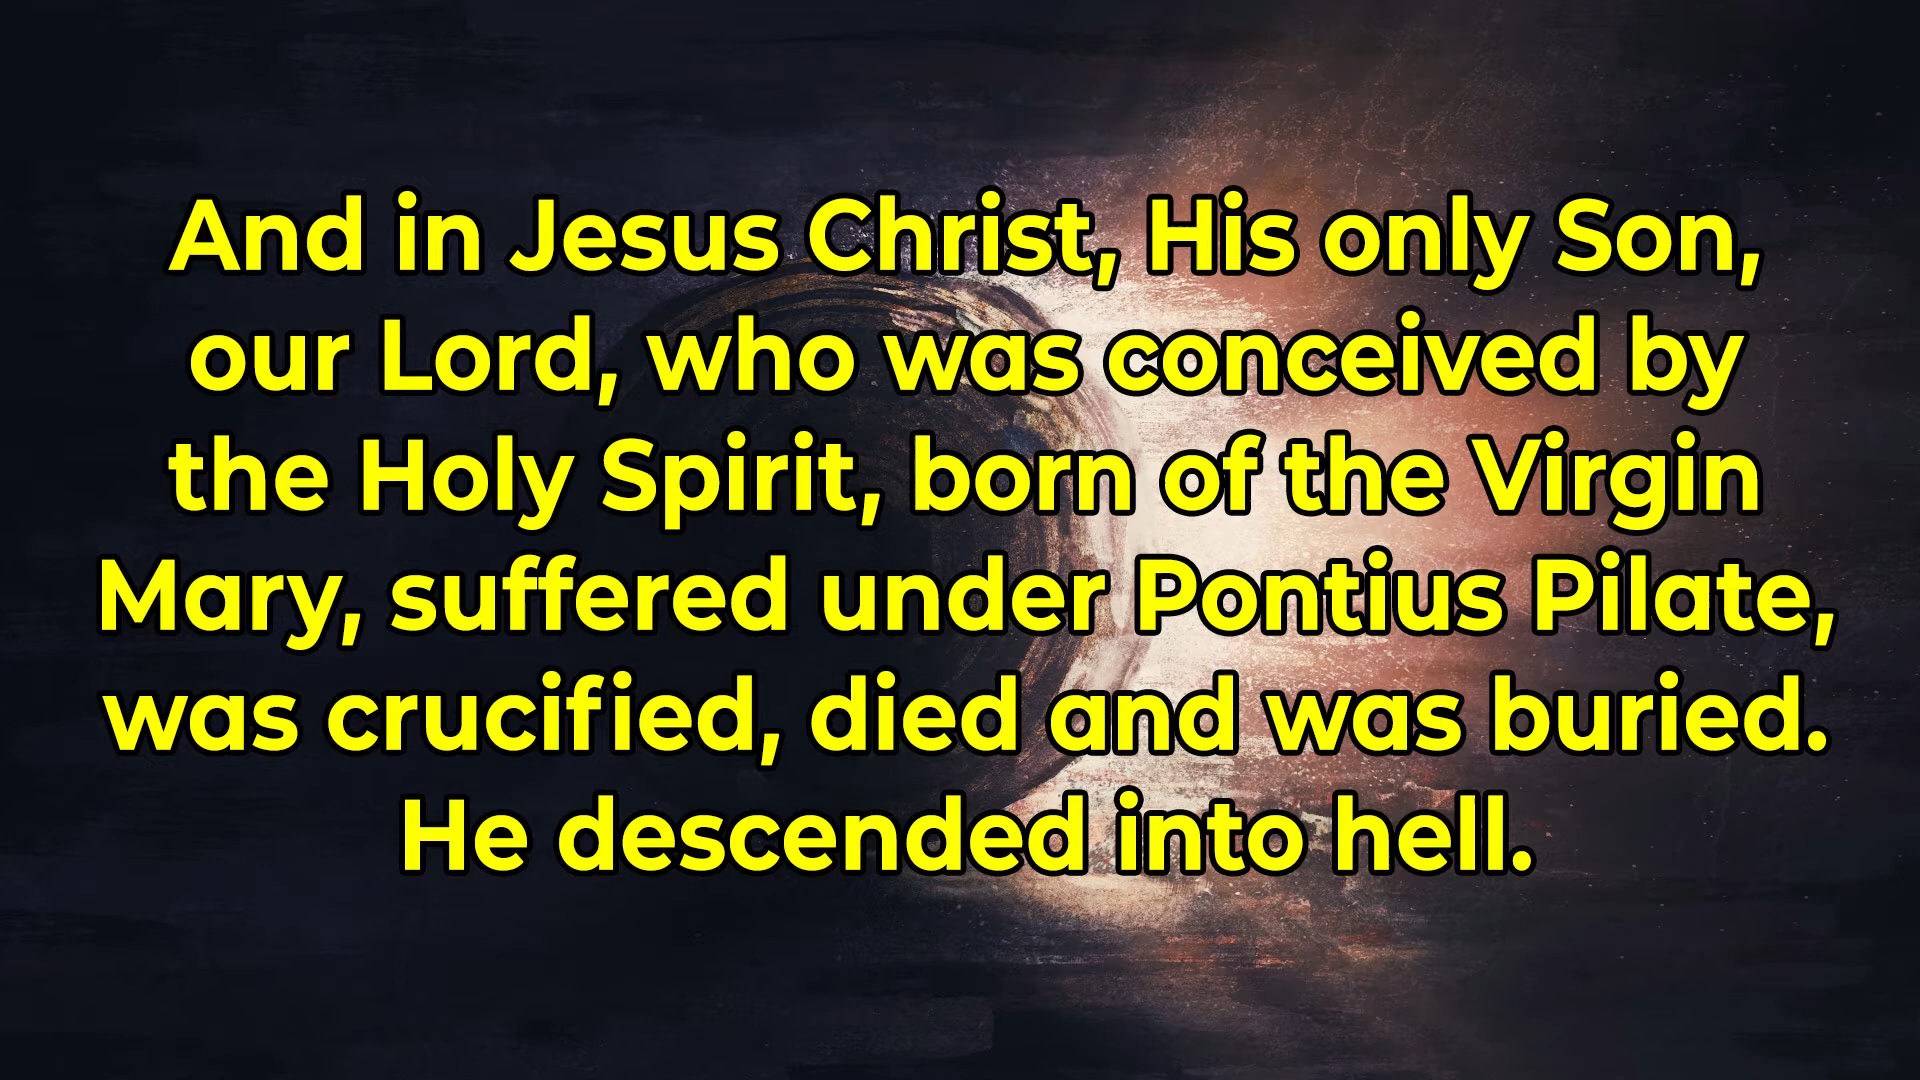 And in Jesus Christ, His only Son,
our Lord, who was conceived by
the Holy Spirit, born of the Virgin
Mary, suffered under Pontius Pilate,
was crucified, died and was buried.
He descended into hell.